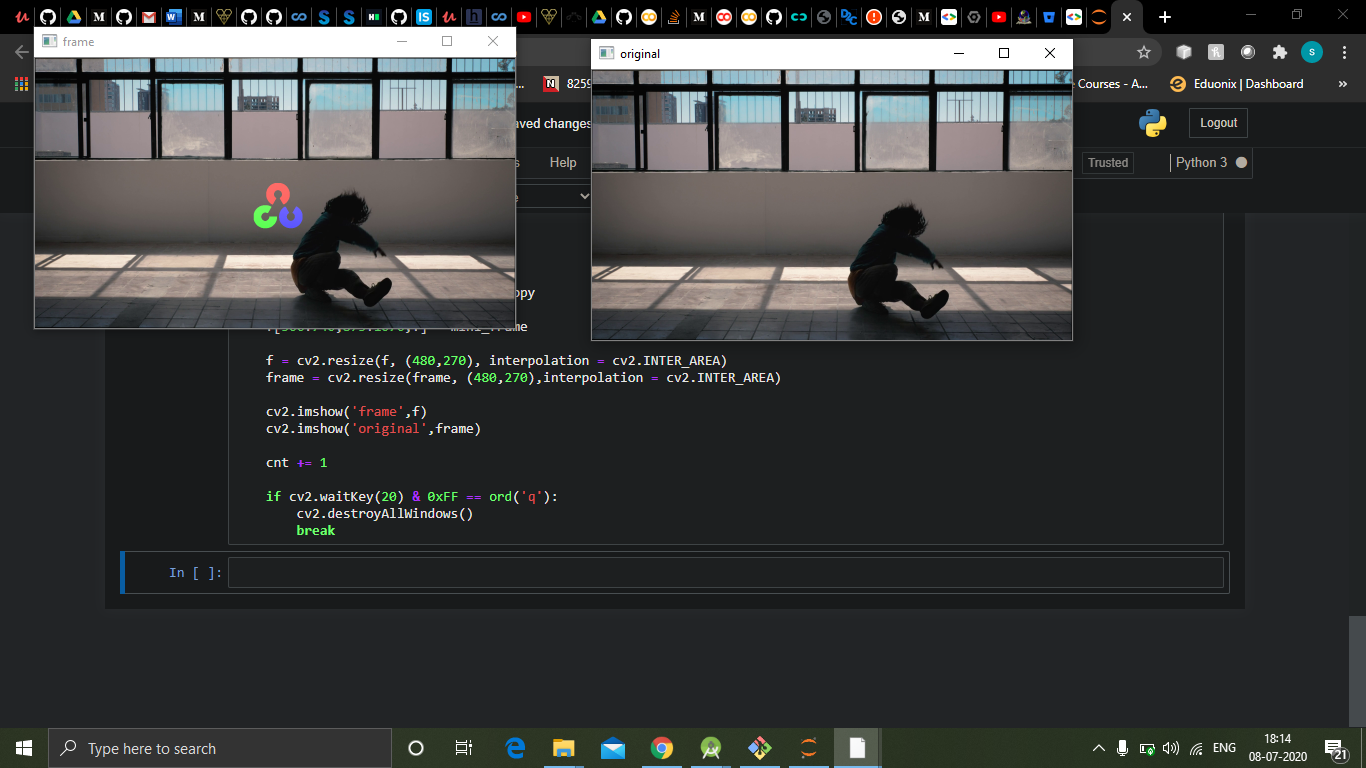 frame
original
8259
Courses - A...
Eduonix | Dashboard
»
aved changes
Logout
Help
Trusted
Python 3
opy
mini_frame
f = cv2.resize(f, (480,270), interpolation = cv2.INTER_AREA)
frame = cv2.resize(frame, (480,270),interpolation = cv2.INTER_AREA)
cv2.imshow('frame',f)
cv2.imshow('original',frame)
cnt += 1
if cv2.waitKey(20) & 0xFF == ord('q'):
cv2.destroyAllWindows()
break
In [ ]:
Type here to search
ENG
18:14
08-07-2020
21